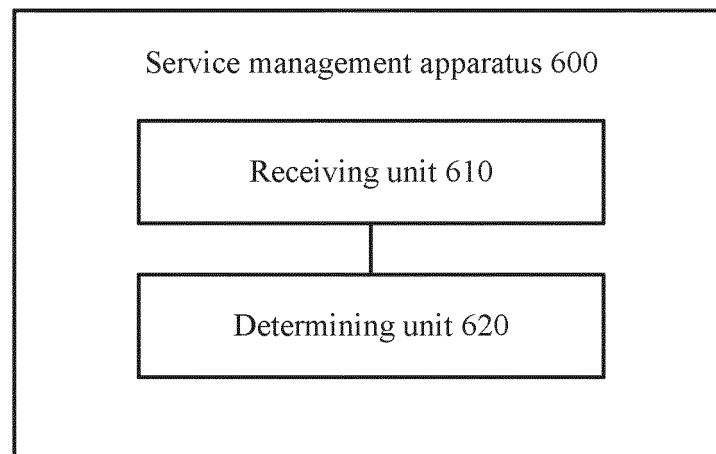 Service management apparatus 600
Receiving unit 610
Determining unit 620